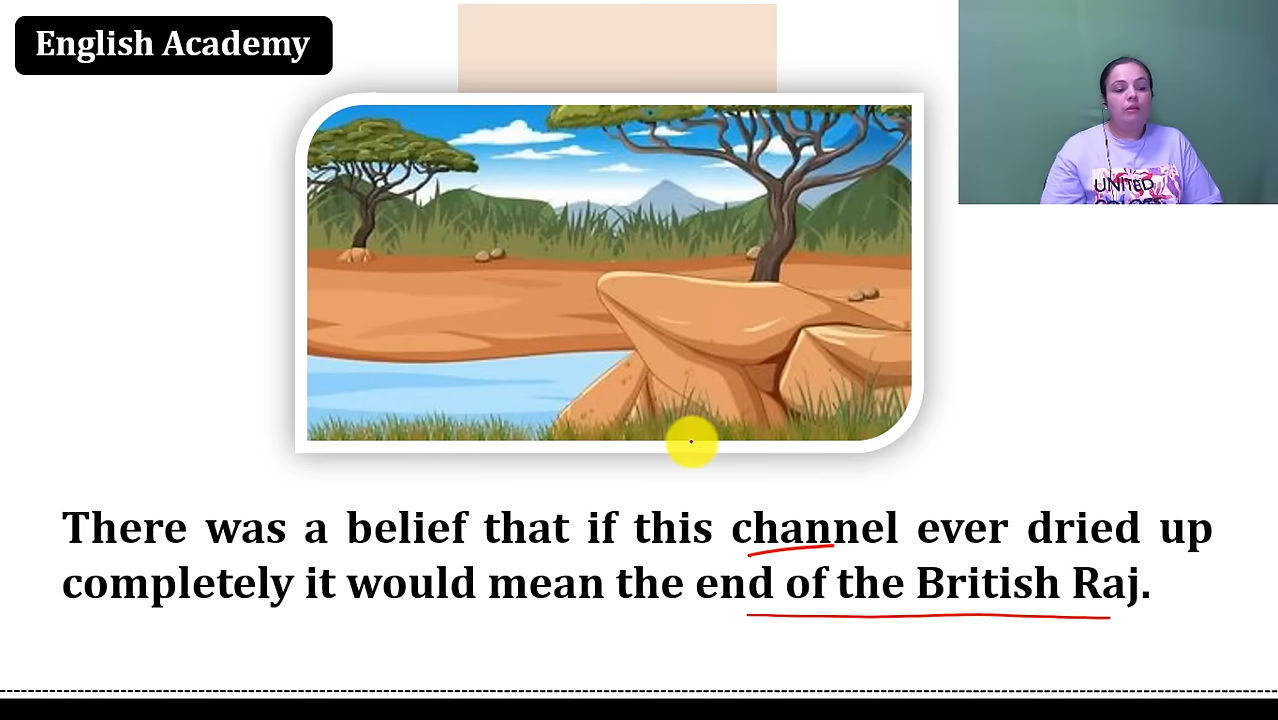 English Academy
UNITED
There was a belief that if this channel ever dried up
completely it would mean the end of the British Raj.